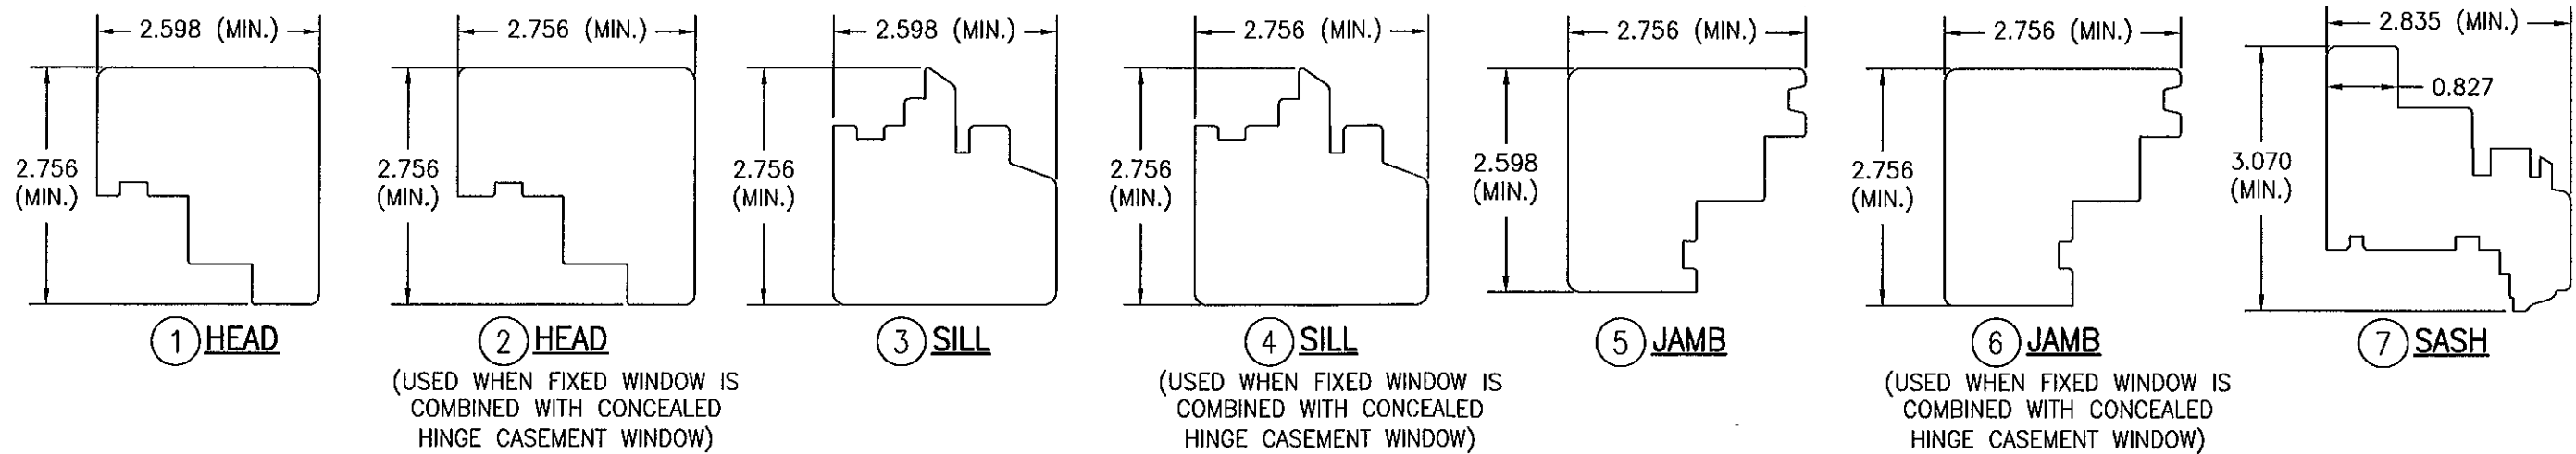 2.598 (MIN.)
2.756
(MIN.)
1 HEAD
2.756 (MIN.)
2.756
(MIN.)
2 HEAD
(USED WHEN FIXED WINDOW IS
COMBINED WITH CONCEALED
HINGE CASEMENT WINDOW)
2.598 (MIN.)
2.756
(MIN.)
3 SILL
2.756 (MIN.)
2.756
(MIN.)
4 SILL
(USED WHEN FIXED WINDOW IS
COMBINED WITH CONCEALED
HINGE CASEMENT WINDOW)
2.756 (MIN.)
2.598
(MIN.)
5 JAMB
2.756 (MIN.)
2.756
(MIN.)
6 JAMB
(USED WHEN FIXED WINDOW IS
COMBINED WITH CONCEALED
HINGE CASEMENT WINDOW)
2.835 (MIN.)
0.827
3.070
(MIN.)
7 SASH